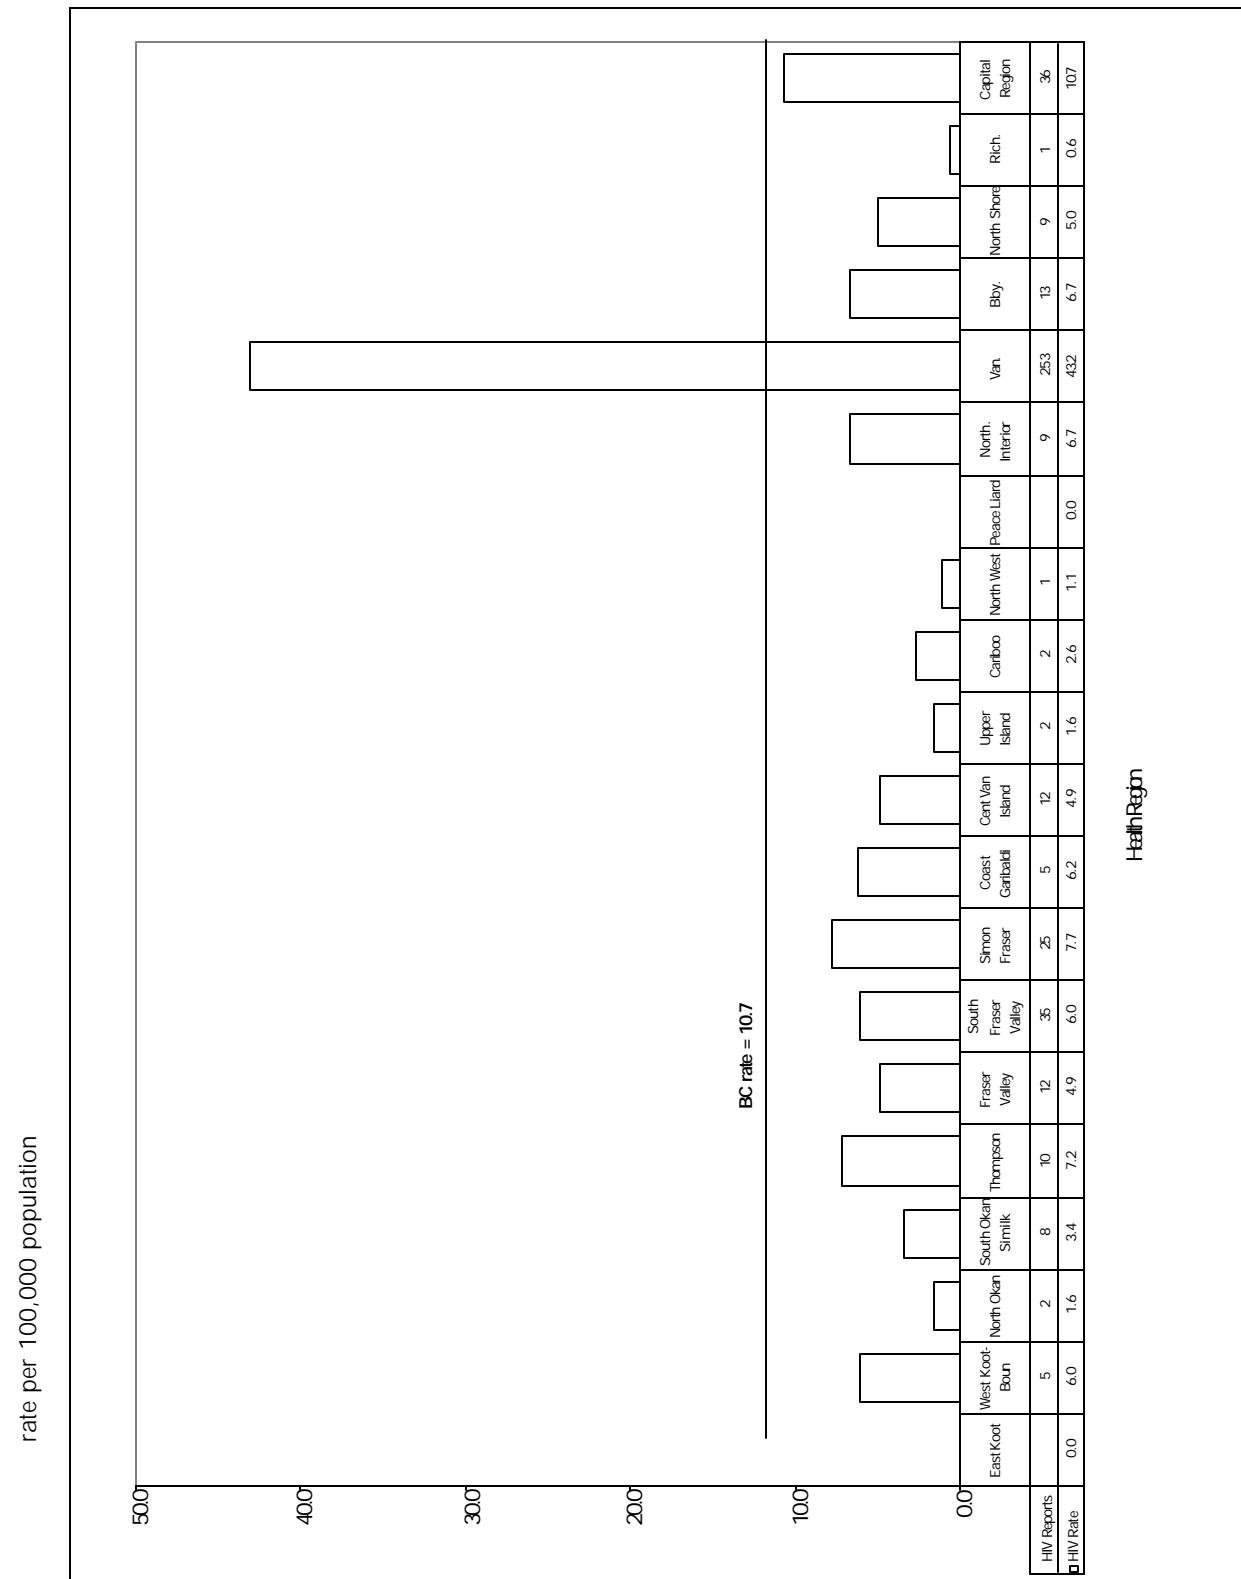 rate per 100,000 population
50.0
40.0
30.0
20.0
10.0
0.0
BC rate = 10.7
East Koot
West Koot-
Boun
North Okan
South Okan
Similk
Thompson
Fraser
Valley
South
Fraser
Valley
Simon
Fraser
Coast
Garibaldi
Cent Van
Island
Upper
Island
Cariboo
North West
Peace Liard
North.
Interior
Van.
Bby.
North Shore
Rich.
Capital
Region
HIV Reports 5 2 8 10 12 35 25 5 12 2 2 1 9 253 13 9 1 36
HIV Rate 0.0 6.0 1.6 3.4 7.2 4.9 6.0 7.7 6.2 4.9 1.6 2.6 1.1 0.0 6.7 43.2 6.7 5.0 0.6 10.7
Health Region